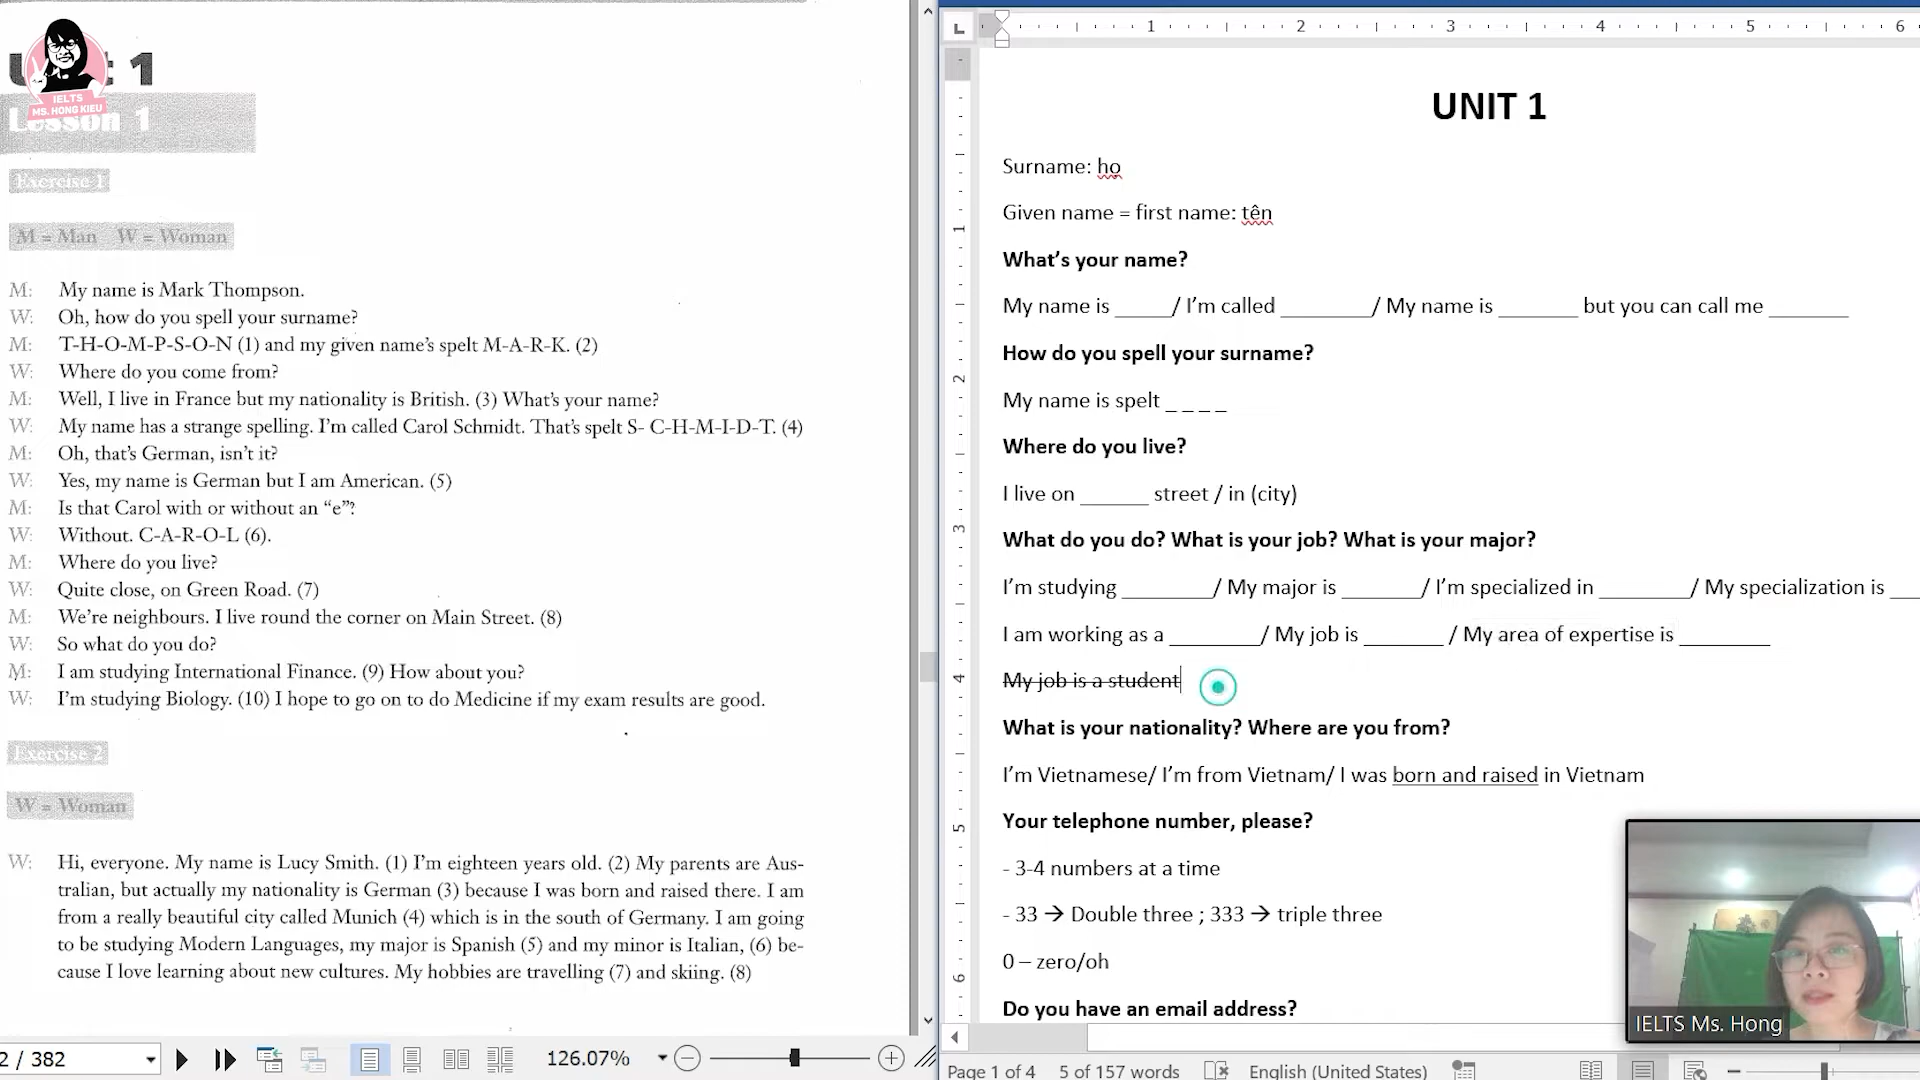 Unit 1
IELTS
MS. HONG KIEU
Lesson 1
Exercise 1
M = Man W = Woman
M: My name is Mark Thompson.
W: Oh, how do you spell your surname?
M: T-H-O-M-P-S-O-N (1) and my given name's spelt M-A-R-K. (2)
W: Where do you come from?
M: Well, I live in France but my nationality is British. (3) What's your name?
W: My name has a strange spelling. I'm called Carol Schmidt. That's spelt S- C-H-M-I-D-T. (4)
M: Oh, that's German, isn't it?
W: Yes, my name is German but I am American. (5)
M: Is that Carol with or without an “e”?
W: Without. C-A-R-O-L (6).
M: Where do you live?
W: Quite close, on Green Road. (7)
M: We're neighbours. I live round the corner on Main Street. (8)
W: So what do you do?
M: I am studying International Finance. (9) How about you?
W: I'm studying Biology. (10) I hope to go on to do Medicine if my exam results are good.
Exercise 2
W = Woman
W: Hi, everyone. My name is Lucy Smith. (1) I'm eighteen years old. (2) My parents are Aus-
tralian, but actually my nationality is German (3) because I was born and raised there. I am
from a really beautiful city called Munich (4) which is in the south of Germany. I am going
to be studying Modern Languages, my major is Spanish (5) and my minor is Italian, (6) be-
cause I love learning about new cultures. My hobbies are travelling (7) and skiing. (8)
2 / 382
126.07%
L
1 2 3 4 5 6
1
2
3
4
5
6
UNIT 1
Surname: họ
Given name = first name: tên
What's your name?
My name is _____/ I'm called ________/ My name is _______ but you can call me _______
How do you spell your surname?
My name is spelt _ _ _ _
Where do you live?
I live on ______ street / in (city)
What do you do? What is your job? What is your major?
I'm studying ________/ My major is _______/ I'm specialized in ________/ My specialization is ___
I am working as a ________/ My job is _______ / My area of expertise is ________
My job is a student
What is your nationality? Where are you from?
I'm Vietnamese/ I'm from Vietnam/ I was born and raised in Vietnam
Your telephone number, please?
- 3-4 numbers at a time
- 33 → Double three ; 333 → triple three
0 – zero/oh
Do you have an email address?
IELTS Ms. Hong
Page 1 of 4 5 of 157 words English (United States)